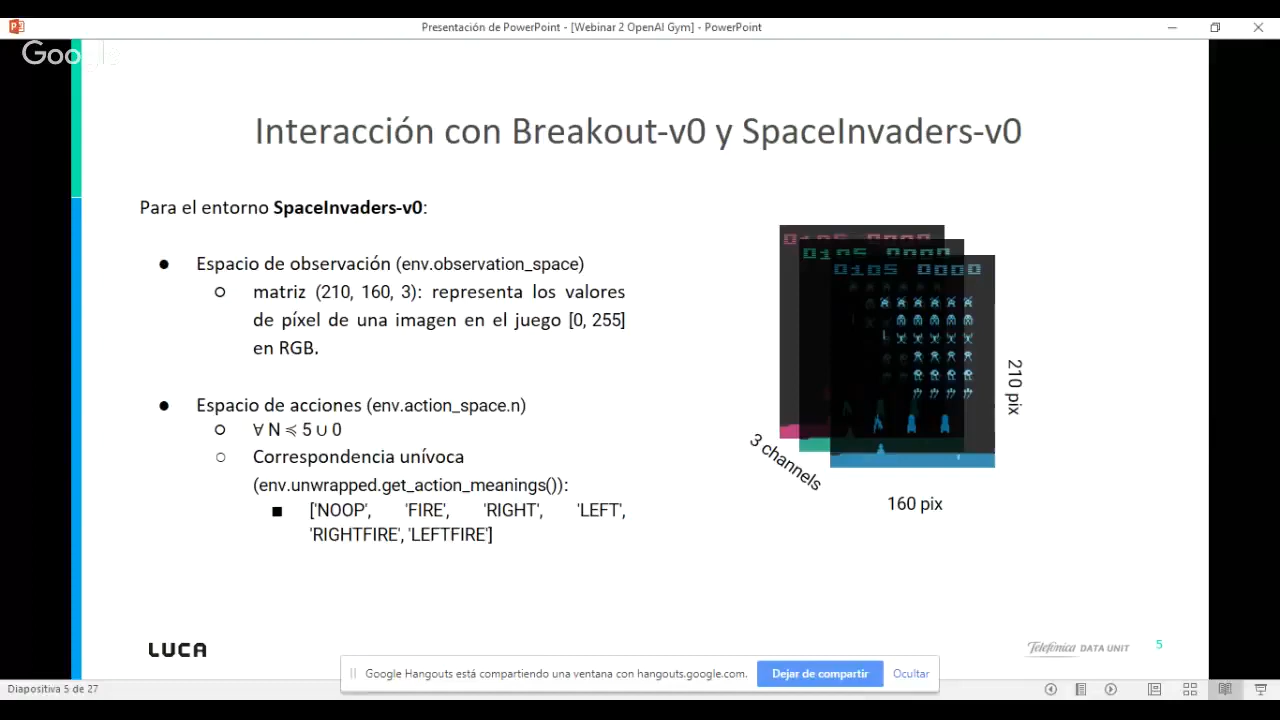 Presentación de PowerPoint - [Webinar 2 OpenAI Gym] - PowerPoint
Google
Interacción con Breakout-v0 y SpaceInvaders-v0
Para el entorno SpaceInvaders-v0:
● Espacio de observación (env.observation_space)
○ matriz (210, 160, 3): representa los valores
de píxel de una imagen en el juego [0, 255]
en RGB.
● Espacio de acciones (env.action_space.n)
○ ∀ N ≼ 5 ∪ 0
○ Correspondencia unívoca
(env.unwrapped.get_action_meanings()):
■ ['NOOP', 'FIRE', 'RIGHT', 'LEFT',
'RIGHTFIRE', 'LEFTFIRE']
0105 0000
210 pix
3 channels
160 pix
LUCA
Telefónica DATA UNIT
5
Google Hangouts está compartiendo una ventana con hangouts.google.com.
Dejar de compartir
Ocultar
Diapositiva 5 de 27